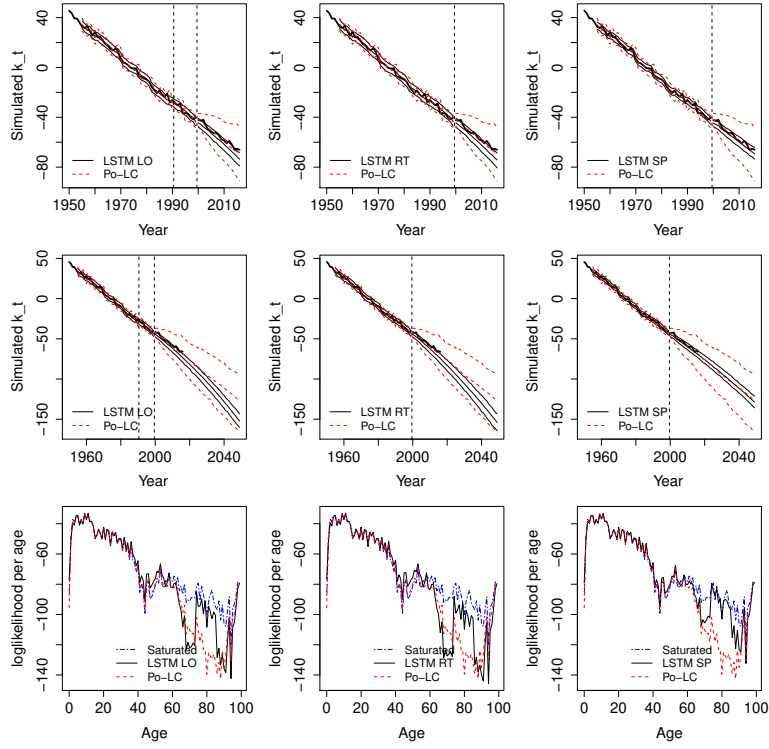 40
0
−40
−80
Simulated k_t
LSTM LO
Po−LC
1950 1970 1990 2010
Year
40
0
−40
−80
Simulated k_t
LSTM RT
Po−LC
1950 1970 1990 2010
Year
40
0
−40
−80
Simulated k_t
LSTM SP
Po−LC
1950 1970 1990 2010
Year
50
0
−50
−150
Simulated k_t
LSTM LO
Po−LC
1960 2000 2040
Year
50
0
−50
−150
Simulated k_t
LSTM RT
Po−LC
1960 2000 2040
Year
50
0
−50
−150
Simulated k_t
LSTM SP
Po−LC
1960 2000 2040
Year
−60
−100
−140
loglikelihood per age
Saturated
LSTM LO
Po−LC
0 20 40 60 80 100
Age
−60
−100
−140
loglikelihood per age
Saturated
LSTM RT
Po−LC
0 20 40 60 80 100
Age
−60
−100
−140
loglikelihood per age
Saturated
LSTM SP
Po−LC
0 20 40 60 80 100
Age